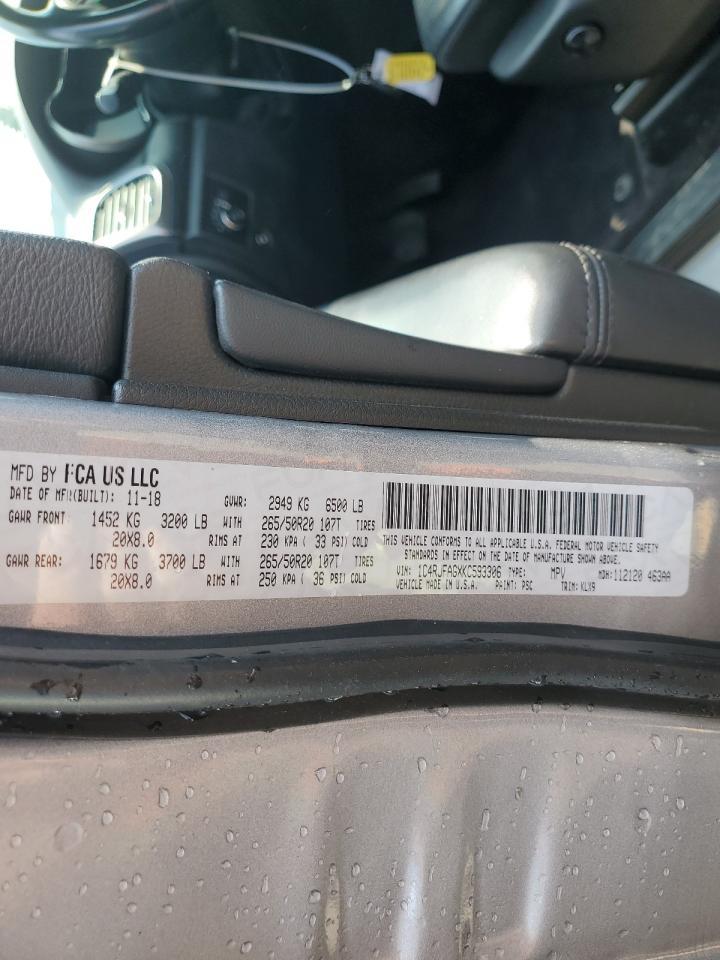 MFD BY FCA US LLC
DATE OF MFR(BUILT): 11-18 GVWR: 2949 KG 6500 LB
GAWR FRONT 1452 KG 3200 LB WITH 265/50R20 107T TIRES
20X8.0 RIMS AT 230 KPA ( 33 PSI) COLD
GAWR REAR: 1679 KG 3700 LB WITH 265/50R20 107T TIRES
20X8.0 RIMS AT 250 KPA ( 36 PSI) COLD
THIS VEHICLE CONFORMS TO ALL APPLICABLE U.S.A. FEDERAL MOTOR VEHICLE SAFETY
STANDARDS IN EFFECT ON THE DATE OF MANUFACTURE SHOWN ABOVE
VIN: 1C4RJFAGXKC593306 TYPE: MPV MDH: 112120 463AA
VEHICLE MADE IN U.S.A. PAINT: PSC TRIM: KLX9